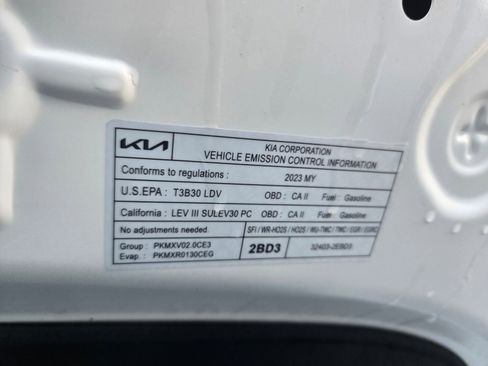 KIA
KIA CORPORATION
VEHICLE EMISSION CONTROL INFORMATION
Conforms to regulations : 2023 MY
U.S.EPA : T3B30 LDV OBD : CA II Fuel : Gasoline
California : LEV III SULEV30 PC OBD : CA II Fuel : Gasoline
No adjustments needed. SFI / WR-HO2S / HO2S / WU-TWC / TWC / EGR / EGRC
Group : PKMXV02.0CE3
Evap : PKMXR0130CEG
2BD3
32403-2EBD3